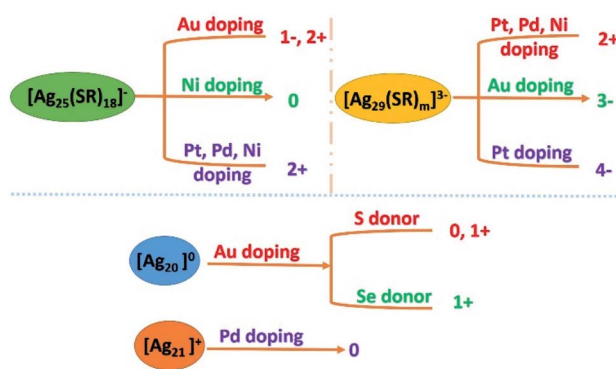 Au doping
1-, 2+
[Ag25(SR)18]-
Ni doping
0
Pt, Pd, Ni
doping
2+
Pt, Pd, Ni
doping
2+
[Ag29(SR)m]3-
Au doping
3-
Pt doping
4-
S donor
0, 1+
[Ag20 ]0
Au doping
Se donor
1+
[Ag21]+
Pd doping
0